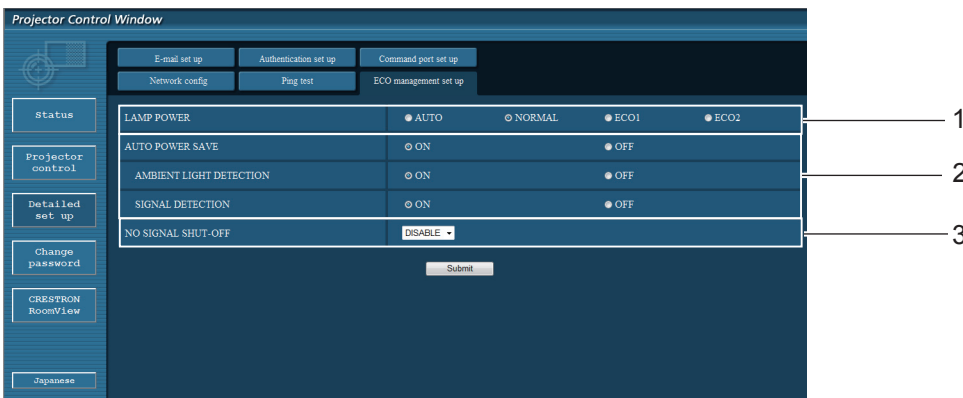 Projector Control Window
E-mail set up Authentication set up Command port set up
Network config Ping test ECO management set up
Status
Projector
control
Detailed
set up
Change
password
CRESTRON
RoomView
Japanese
LAMP POWER AUTO NORMAL ECO1 ECO2 1
AUTO POWER SAVE ON OFF
AMBIENT LIGHT DETECTION ON OFF 2
SIGNAL DETECTION ON OFF
NO SIGNAL SHUT-OFF DISABLE 3
Submit